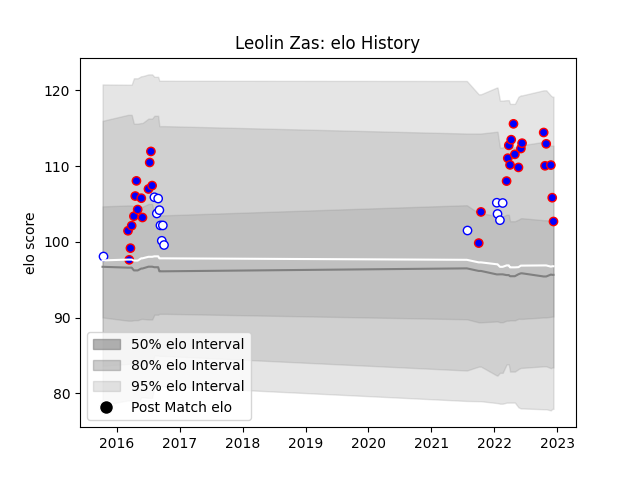 Leolin Zas: elo History
elo score
120
110
100
90
80
50% elo Interval
80% elo Interval
95% elo Interval
Post Match elo
2016 2017 2018 2019 2020 2021 2022 2023